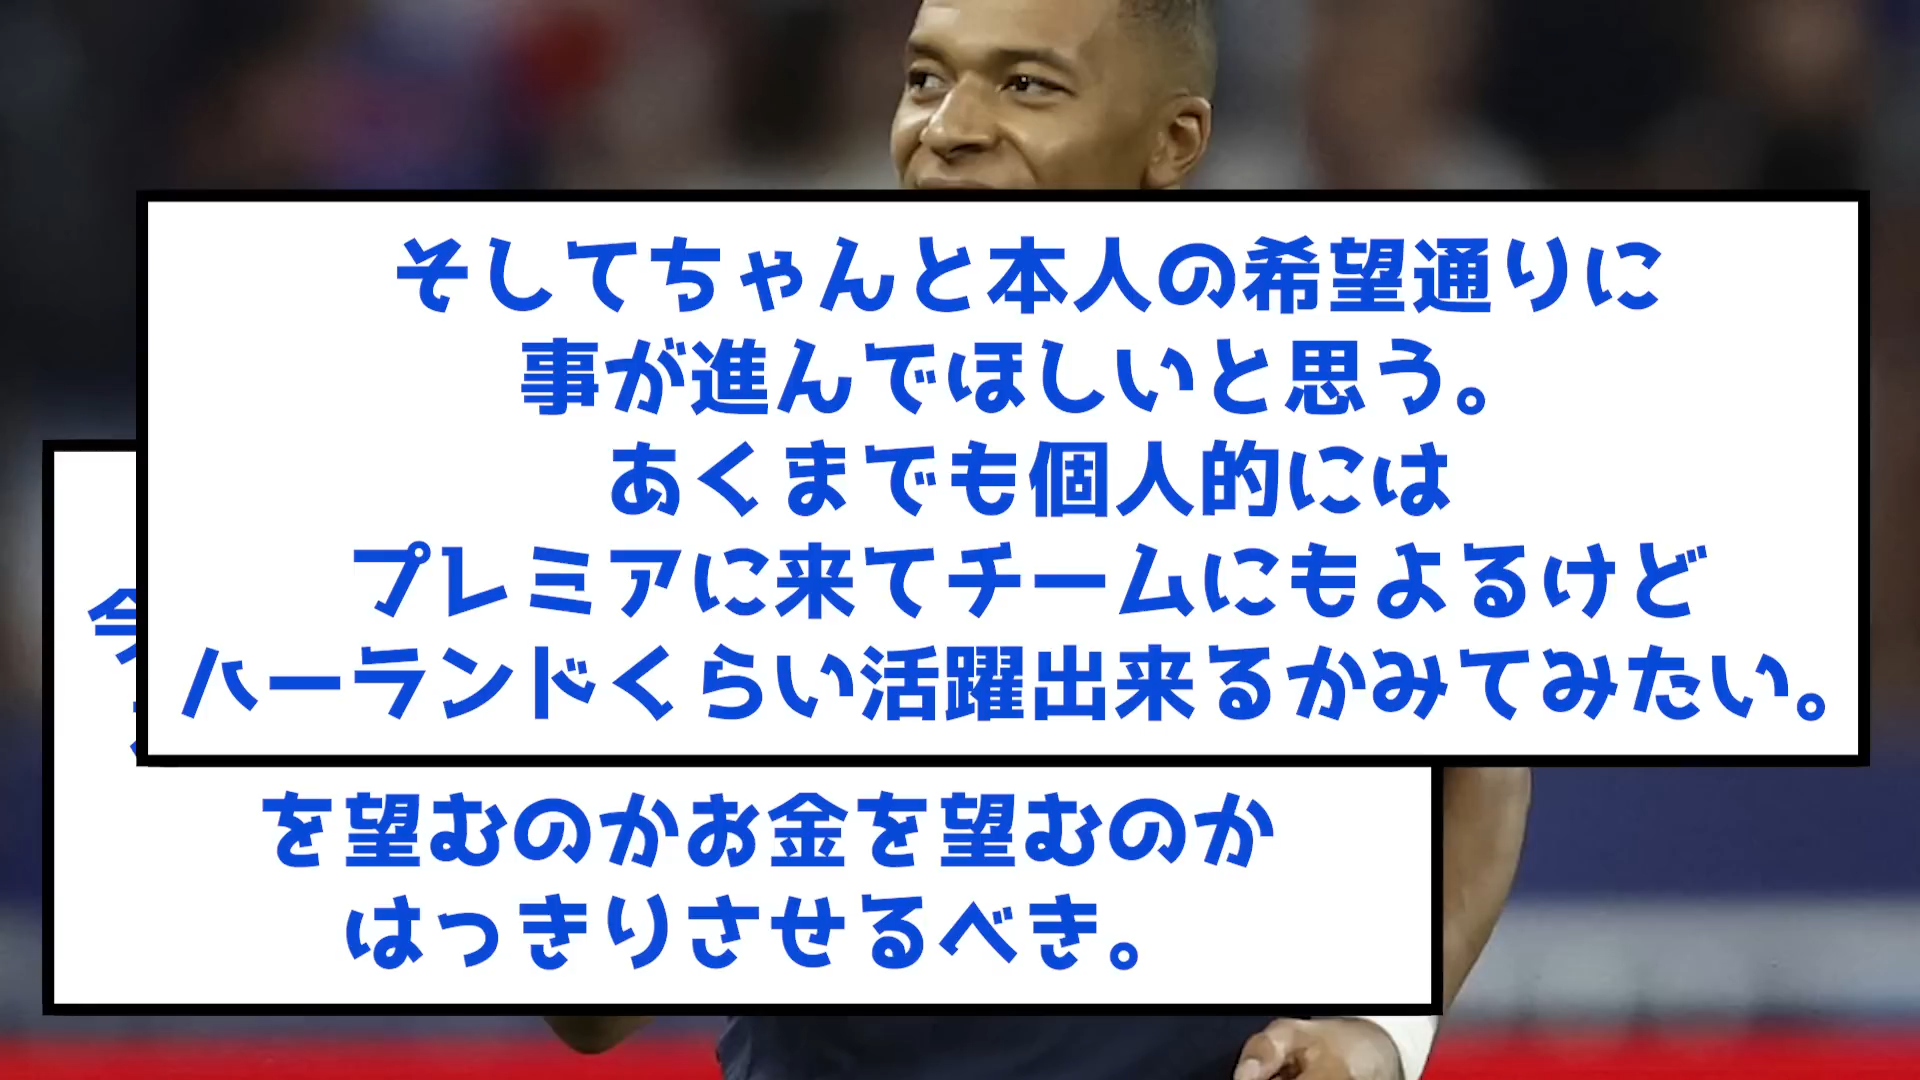 そしてちゃんと本人の希望通りに
事が進んでほしいと思う。
あくまでも個人的には
プレミアに来てチームにもよるけど
ハーランドくらい活躍出来るかみてみたい。
を望むのかお金を望むのか
はっきりさせるべき。